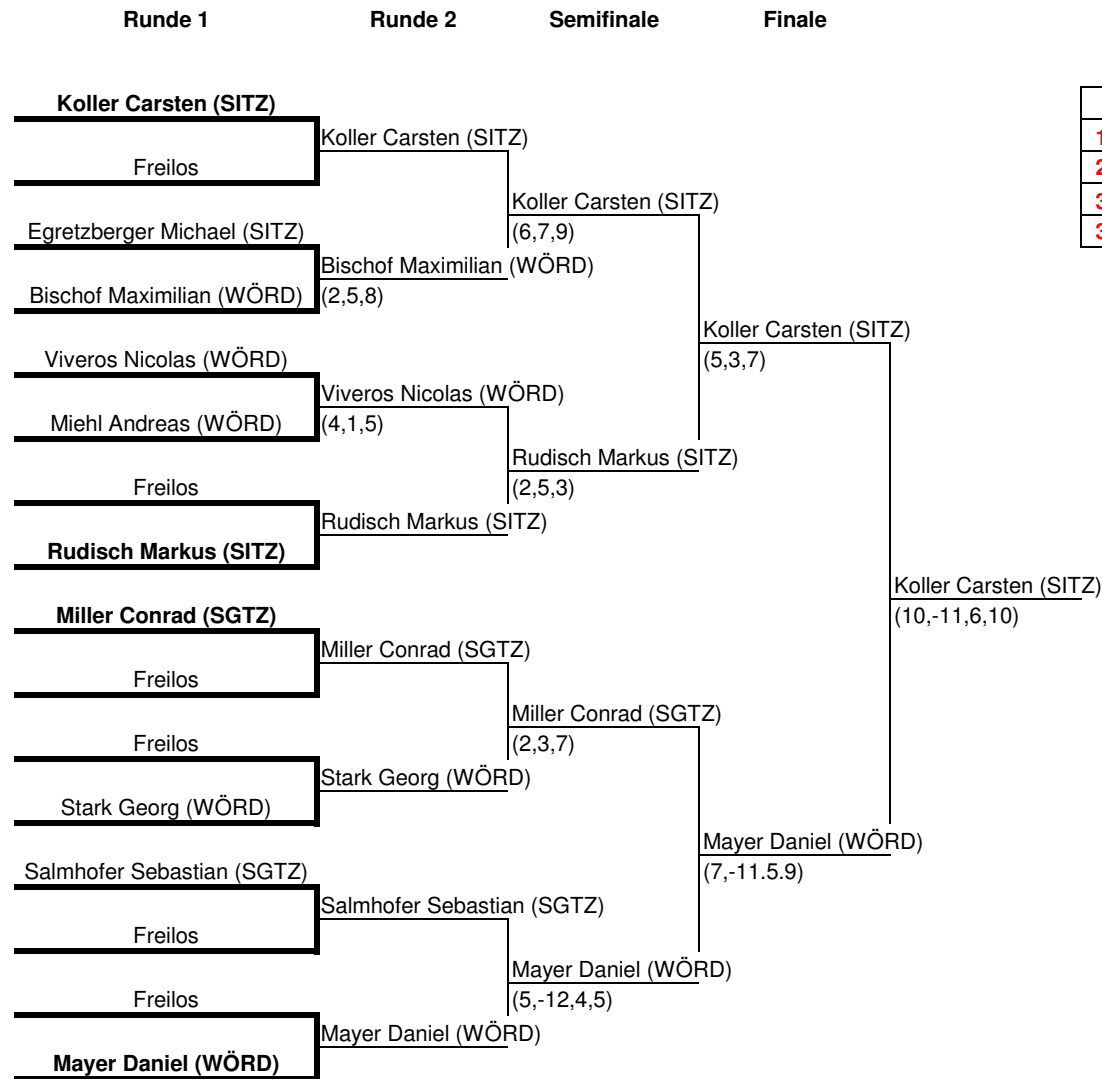 Runde 1 Runde 2 Semifinale Finale
Koller Carsten (SITZ)
Koller Carsten (SITZ)
Freilos
Koller Carsten (SITZ)
(6,7,9)
Egretzberger Michael (SITZ)
Bischof Maximilian (WÖRD)
Bischof Maximilian (WÖRD)
(2,5,8)
Koller Carsten (SITZ)
(5,3,7)
Viveros Nicolas (WÖRD)
Viveros Nicolas (WÖRD)
Miehl Andreas (WÖRD)
(4,1,5)
Rudisch Markus (SITZ)
(2,5,3)
Freilos
Rudisch Markus (SITZ)
Rudisch Markus (SITZ)
Koller Carsten (SITZ)
(10,-11,6,10)
Miller Conrad (SGTZ)
Miller Conrad (SGTZ)
Freilos
Miller Conrad (SGTZ)
(2,3,7)
Freilos
Stark Georg (WÖRD)
Stark Georg (WÖRD)
Mayer Daniel (WÖRD)
(7,-11.5.9)
Salmhofer Sebastian (SGTZ)
Salmhofer Sebastian (SGTZ)
Freilos
Mayer Daniel (WÖRD)
(5,-12,4,5)
Freilos
Mayer Daniel (WÖRD)
Mayer Daniel (WÖRD)
1